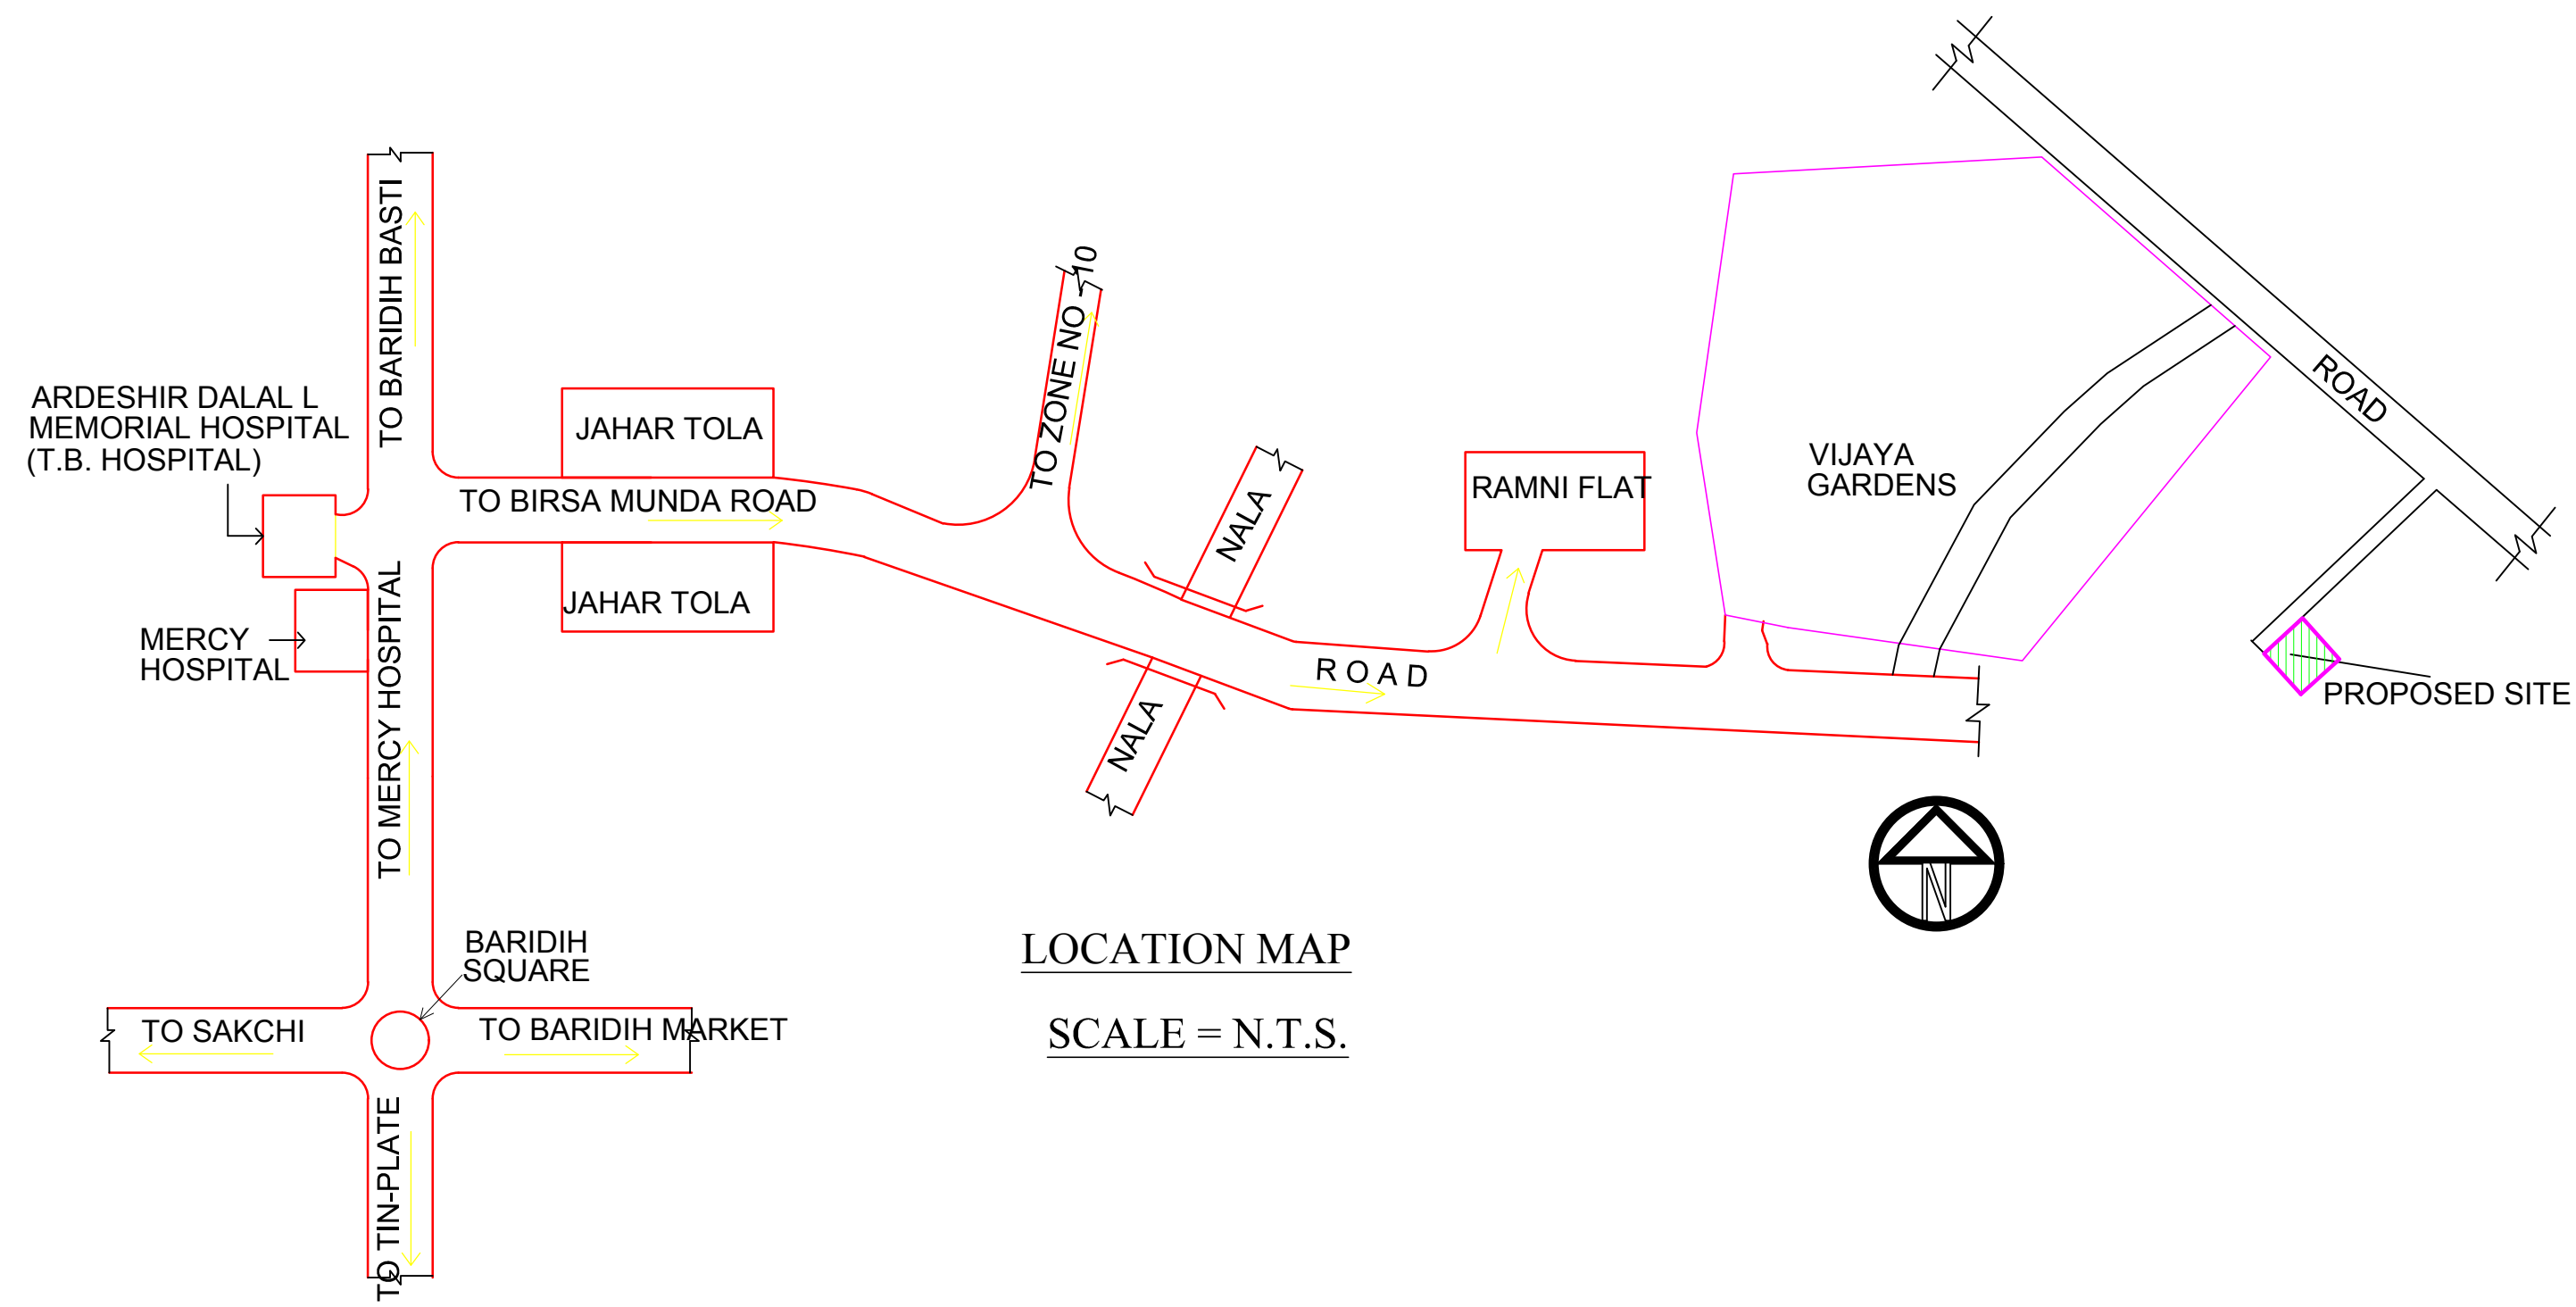 TO BARIDIH BASTI
ARDESHIR DALAL L
MEMORIAL HOSPITAL
(T.B. HOSPITAL)
JAHAR TOLA
TO BIRSA MUNDA ROAD
JAHAR TOLA
MERCY
HOSPITAL
TO MERCY HOSPITAL
TO ZONE NO - 10
NALA
NALA
ROAD
RAMNI FLAT
VIJAYA
GARDENS
ROAD
PROPOSED SITE
N
BARIDIH
SQUARE
TO SAKCHI
TO BARIDIH MARKET
TO TIN-PLATE
LOCATION MAP
SCALE = N.T.S.